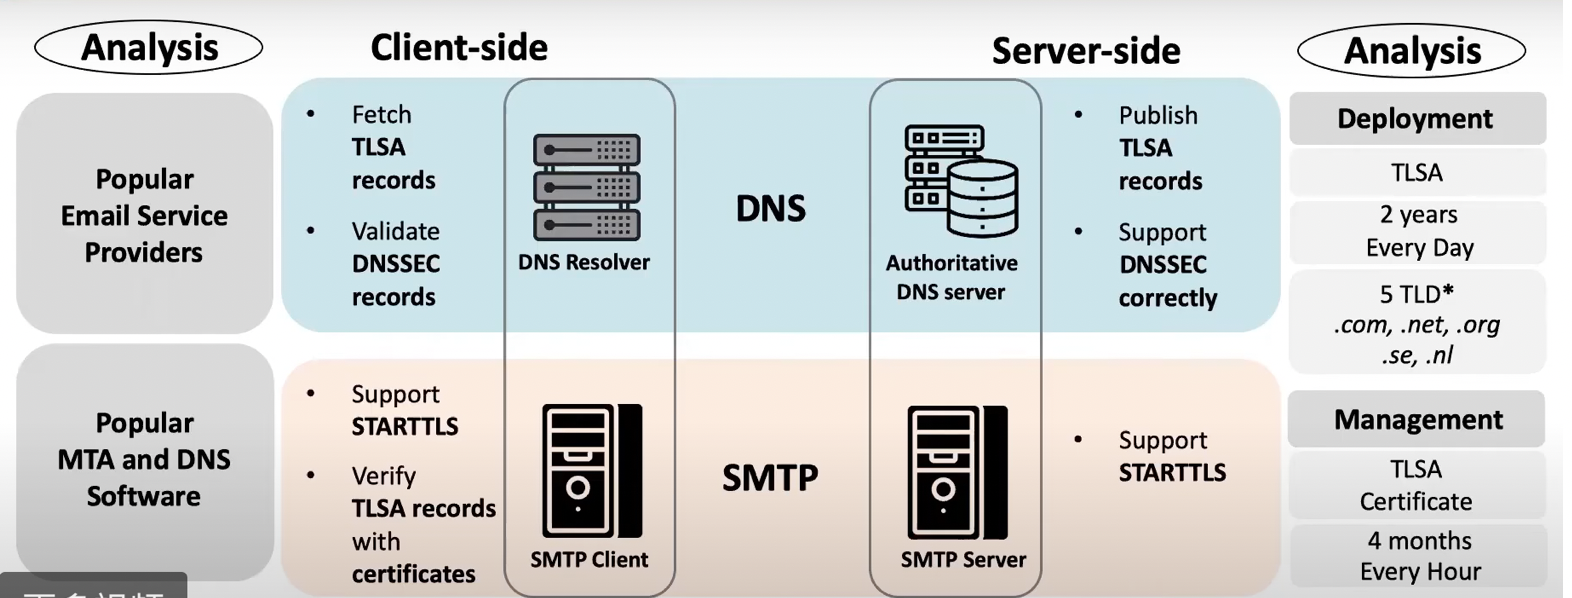 Analysis
Client-side
Server-side
Analysis
Popular
Email Service
Providers
Popular
MTA and DNS
Software
• Fetch
TLSA
records
• Validate
DNSSEC
records
DNS Resolver
DNS
Authoritative
DNS server
• Publish
TLSA
records
• Support
DNSSEC
correctly
• Support
STARTTLS
• Verify
TLSA records
with
certificates
SMTP Client
SMTP
SMTP Server
• Support
STARTTLS
Deployment
TLSA
2 years
Every Day
5 TLD*
.com, .net, .org
.se, .nl
Management
TLSA
Certificate
4 months
Every Hour